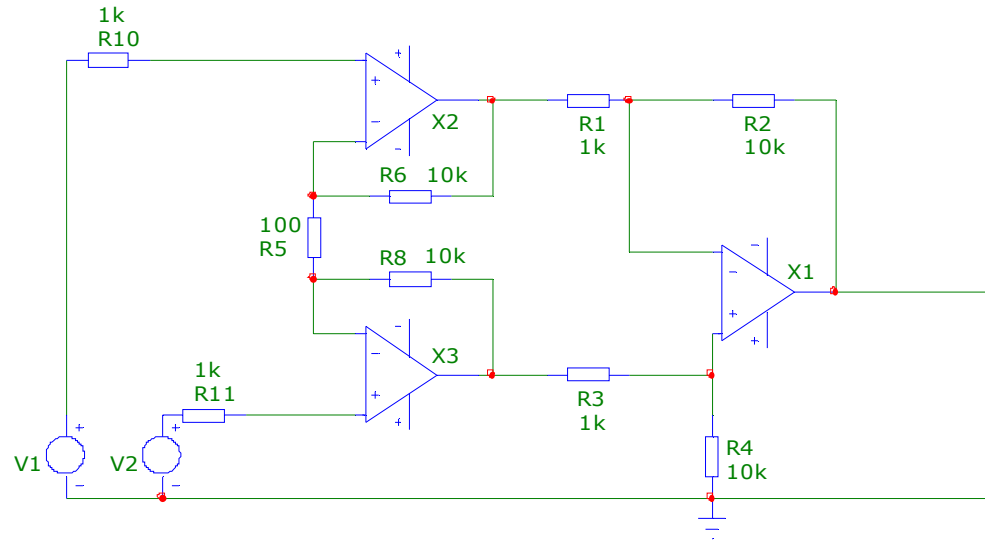 1k
R10
+
+
−
X2
−
R1
1k
R2
10k
R6 10k
100
R5
R8 10k
−
−
X1
+
+
−
X3
−
+
+
1k
R11
R3
1k
V1
+
−
V2
+
−
R4
10k